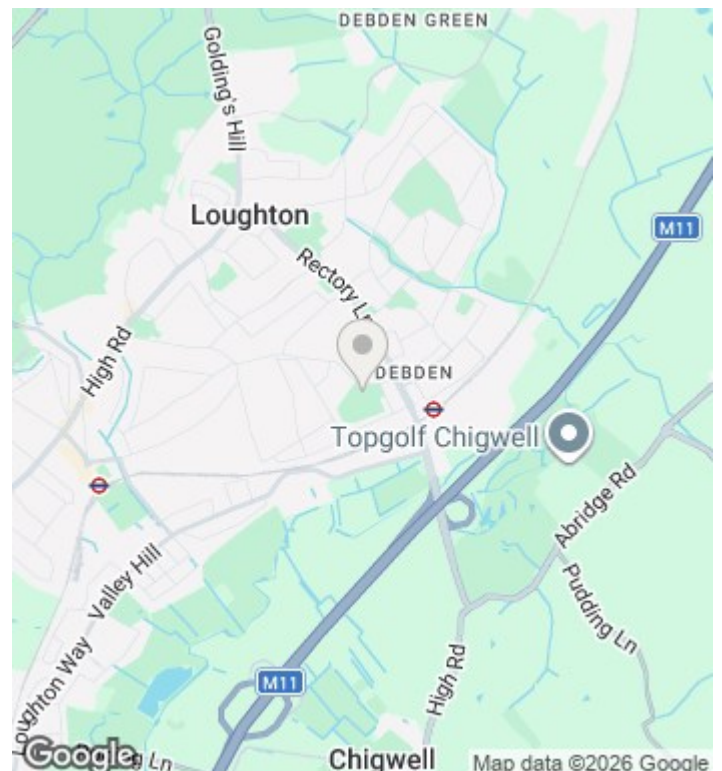 DEBDEN GREEN
Golding's Hill
Loughton
M11
Rectory Ln
High Rd
DEBDEN
Topgolf Chigwell
Abridge Rd
Pudding Ln
Valley Hill
High Rd
Loughton Way
M11
Chigwell
Google
Map data ©2026 Google